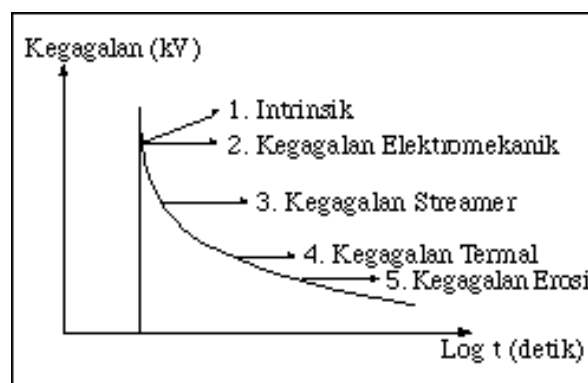 Kegagalan (kV)
1. Intrinsik
2. Kegagalan Elektromekanik
3. Kegagalan Streamer
4. Kegagalan Termal
5. Kegagalan Erosi
Log t (detik)